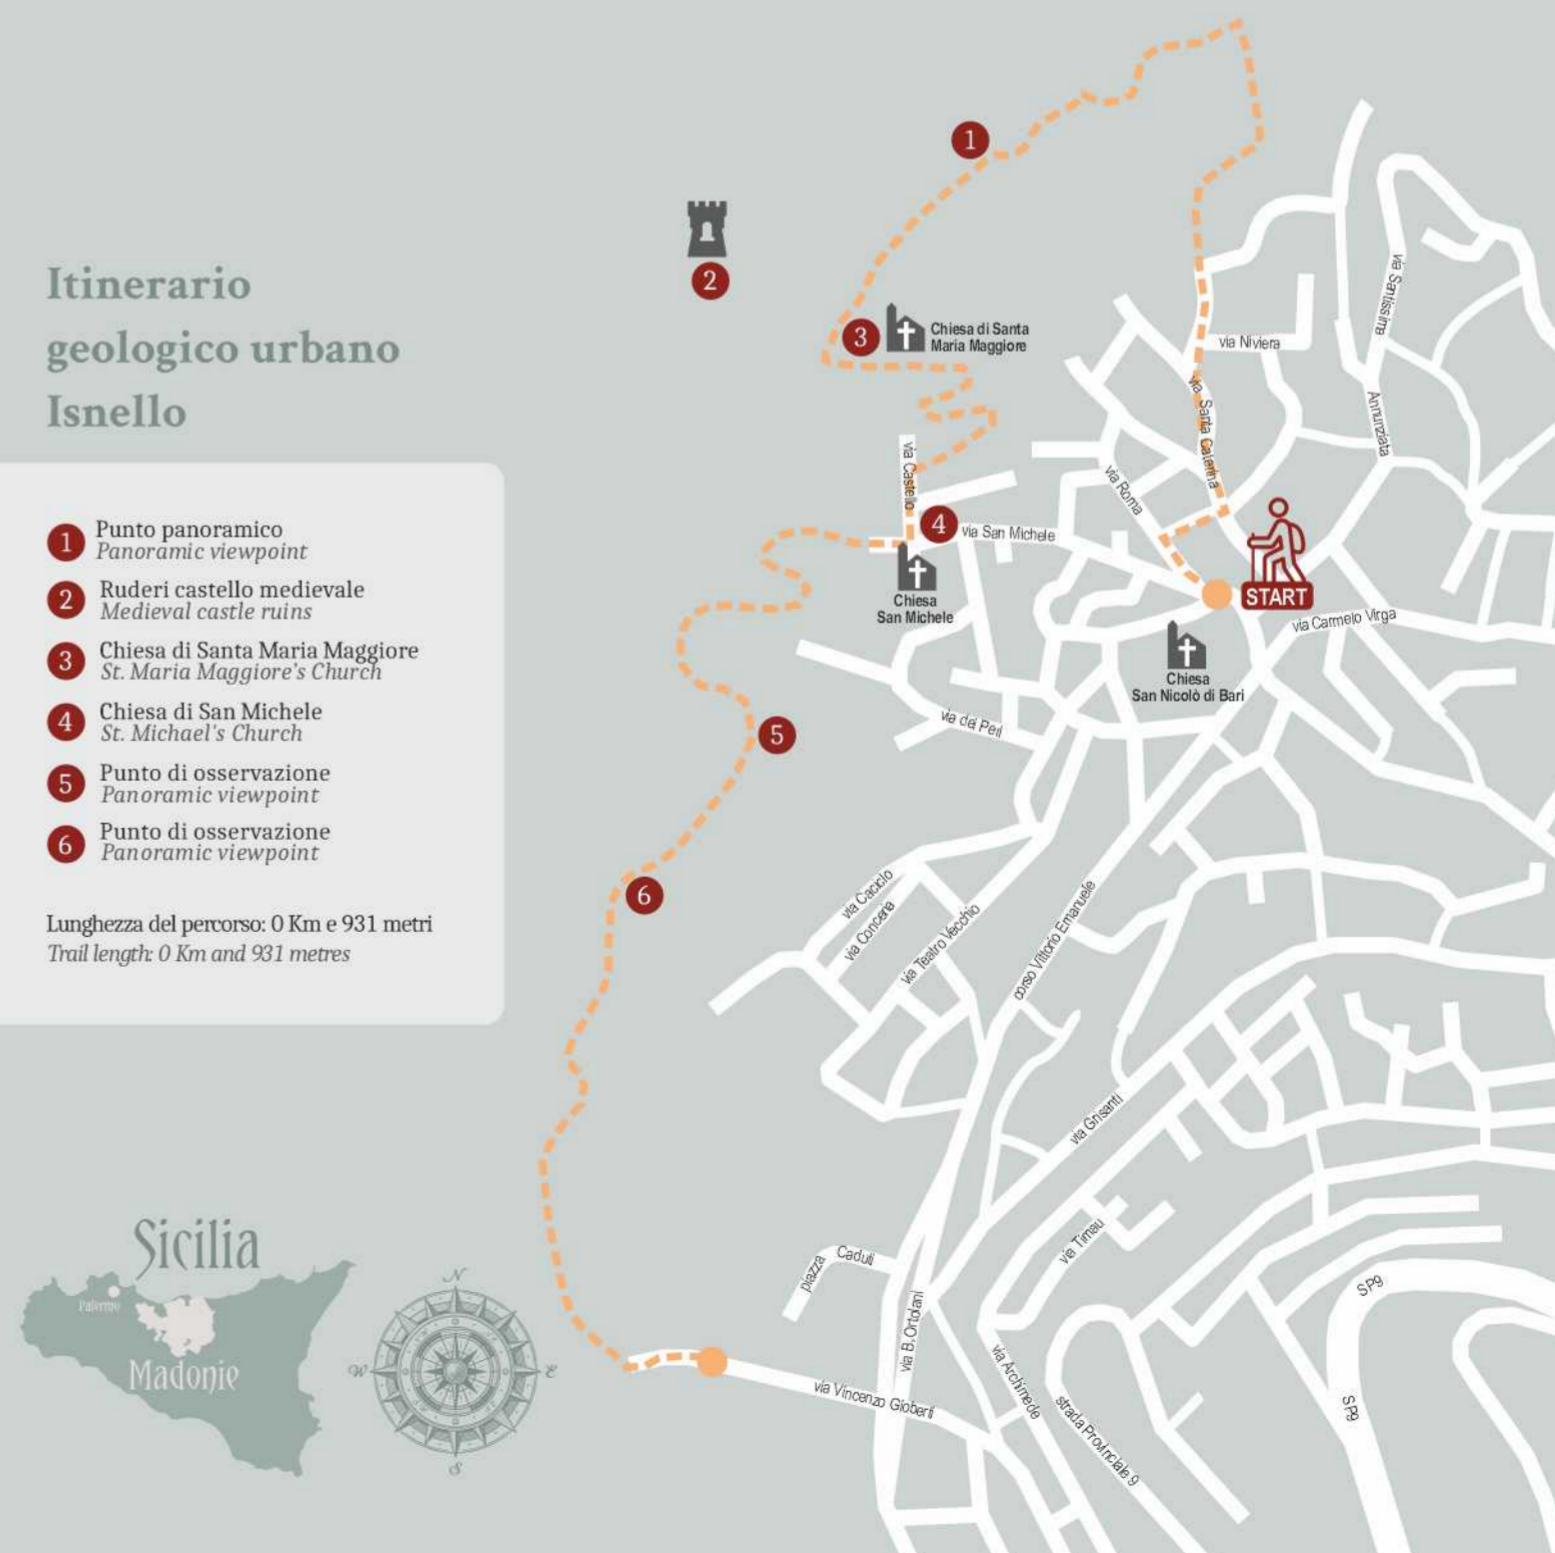 Itinerario
geologico urbano
Isnello
1 Punto panoramico
Panoramic viewpoint
2 Ruderi castello medievale
Medieval castle ruins
3 Chiesa di Santa Maria Maggiore
St. Maria Maggiore's Church
4 Chiesa di San Michele
St. Michael's Church
5 Punto di osservazione
Panoramic viewpoint
6 Punto di osservazione
Panoramic viewpoint
Lunghezza del percorso: 0 Km e 931 metri
Trail length: 0 Km and 931 metres
Sicilia
Palermo
Madonie
N
W
E
S
1
2
3
Chiesa di Santa
Maria Maggiore
via Niviera
via Santissima
Annunziata
via Santa Caterina
via Castello
via Roma
4
via San Michele
Chiesa
San Michele
START
via Carmelo Virga
Chiesa
San Nicolò di Bari
via dei Peri
5
6
via Caciclo
via Conceria
via Teatro Vecchio
corso Vittorio Emanuele
via Grisanti
via Timau
piazza Caduti
via B.Ortolani
SP9
SP9
via Archimede
via Vincenzo Gioberti
strada Provinciale 9